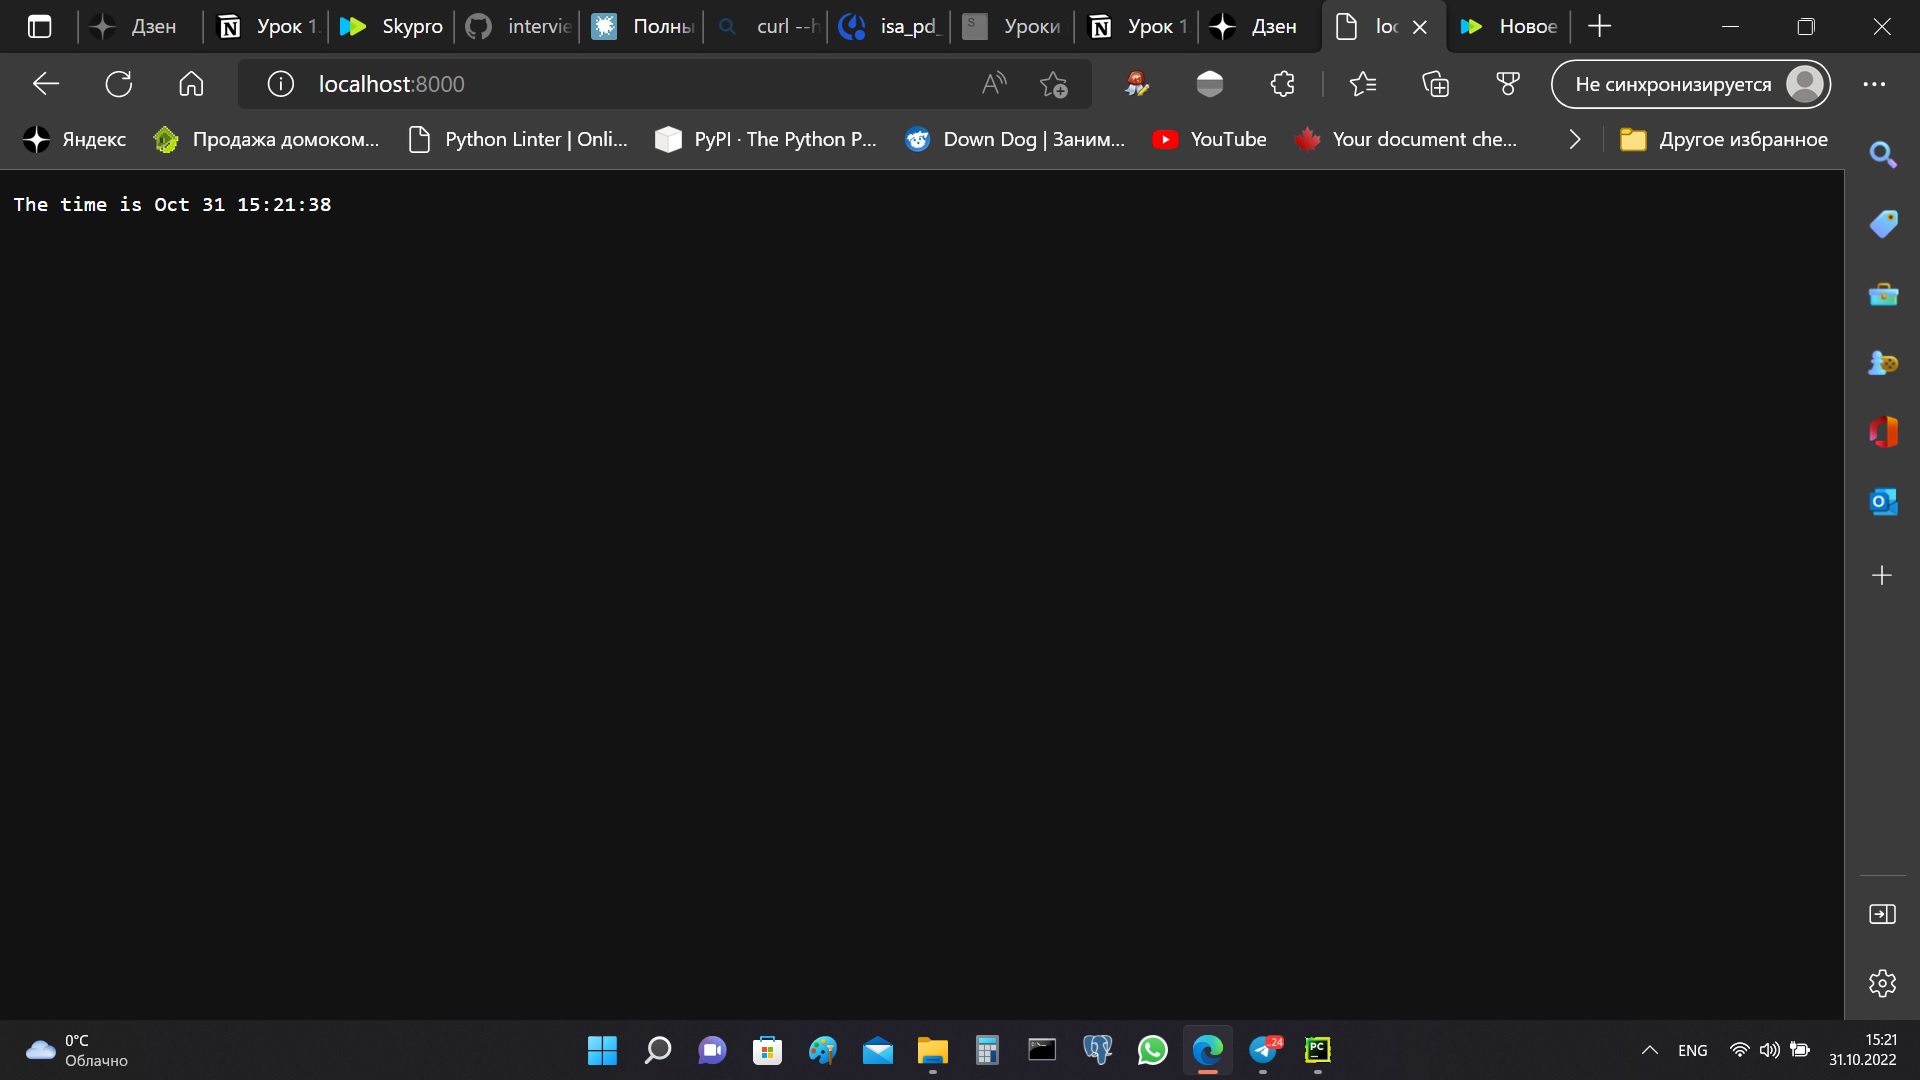 Дзен
Урок 1.
Skypro
intervie
Полны
curl --h
isa_pd_
Уроки
Урок 1
Дзен
loc
Новое
localhost:8000
Не синхронизируется
Яндекс
Продажа домоком...
Python Linter | Onli...
PyPI · The Python P...
Down Dog | Заним...
YouTube
Your document che...
Другое избранное
The time is Oct 31 15:21:38
0°C
Облачно
24
PC
ENG
15:21
31.10.2022